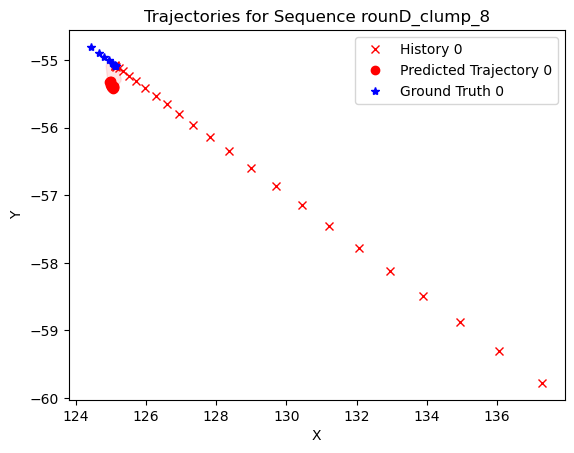 Trajectories for Sequence rounD_clump_8
History 0
Predicted Trajectory 0
Ground Truth 0
Y
−55
−56
−57
−58
−59
−60
124 126 128 130 132 134 136
X